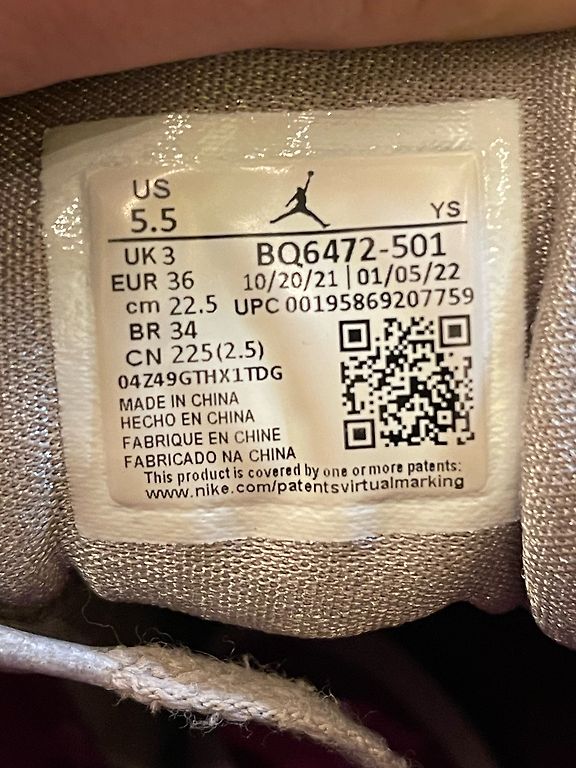 US
5.5
YS
UK 3 BQ6472-501
EUR 36 10/20/21 | 01/05/22
cm 22.5 UPC 00195869207759
BR 34
CN 225(2.5)
04Z49GTHX1TDG
MADE IN CHINA
HECHO EN CHINA
FABRIQUE EN CHINE
FABRICADO NA CHINA
This product is covered by one or more patents:
www.nike.com/patentsvirtualmarking